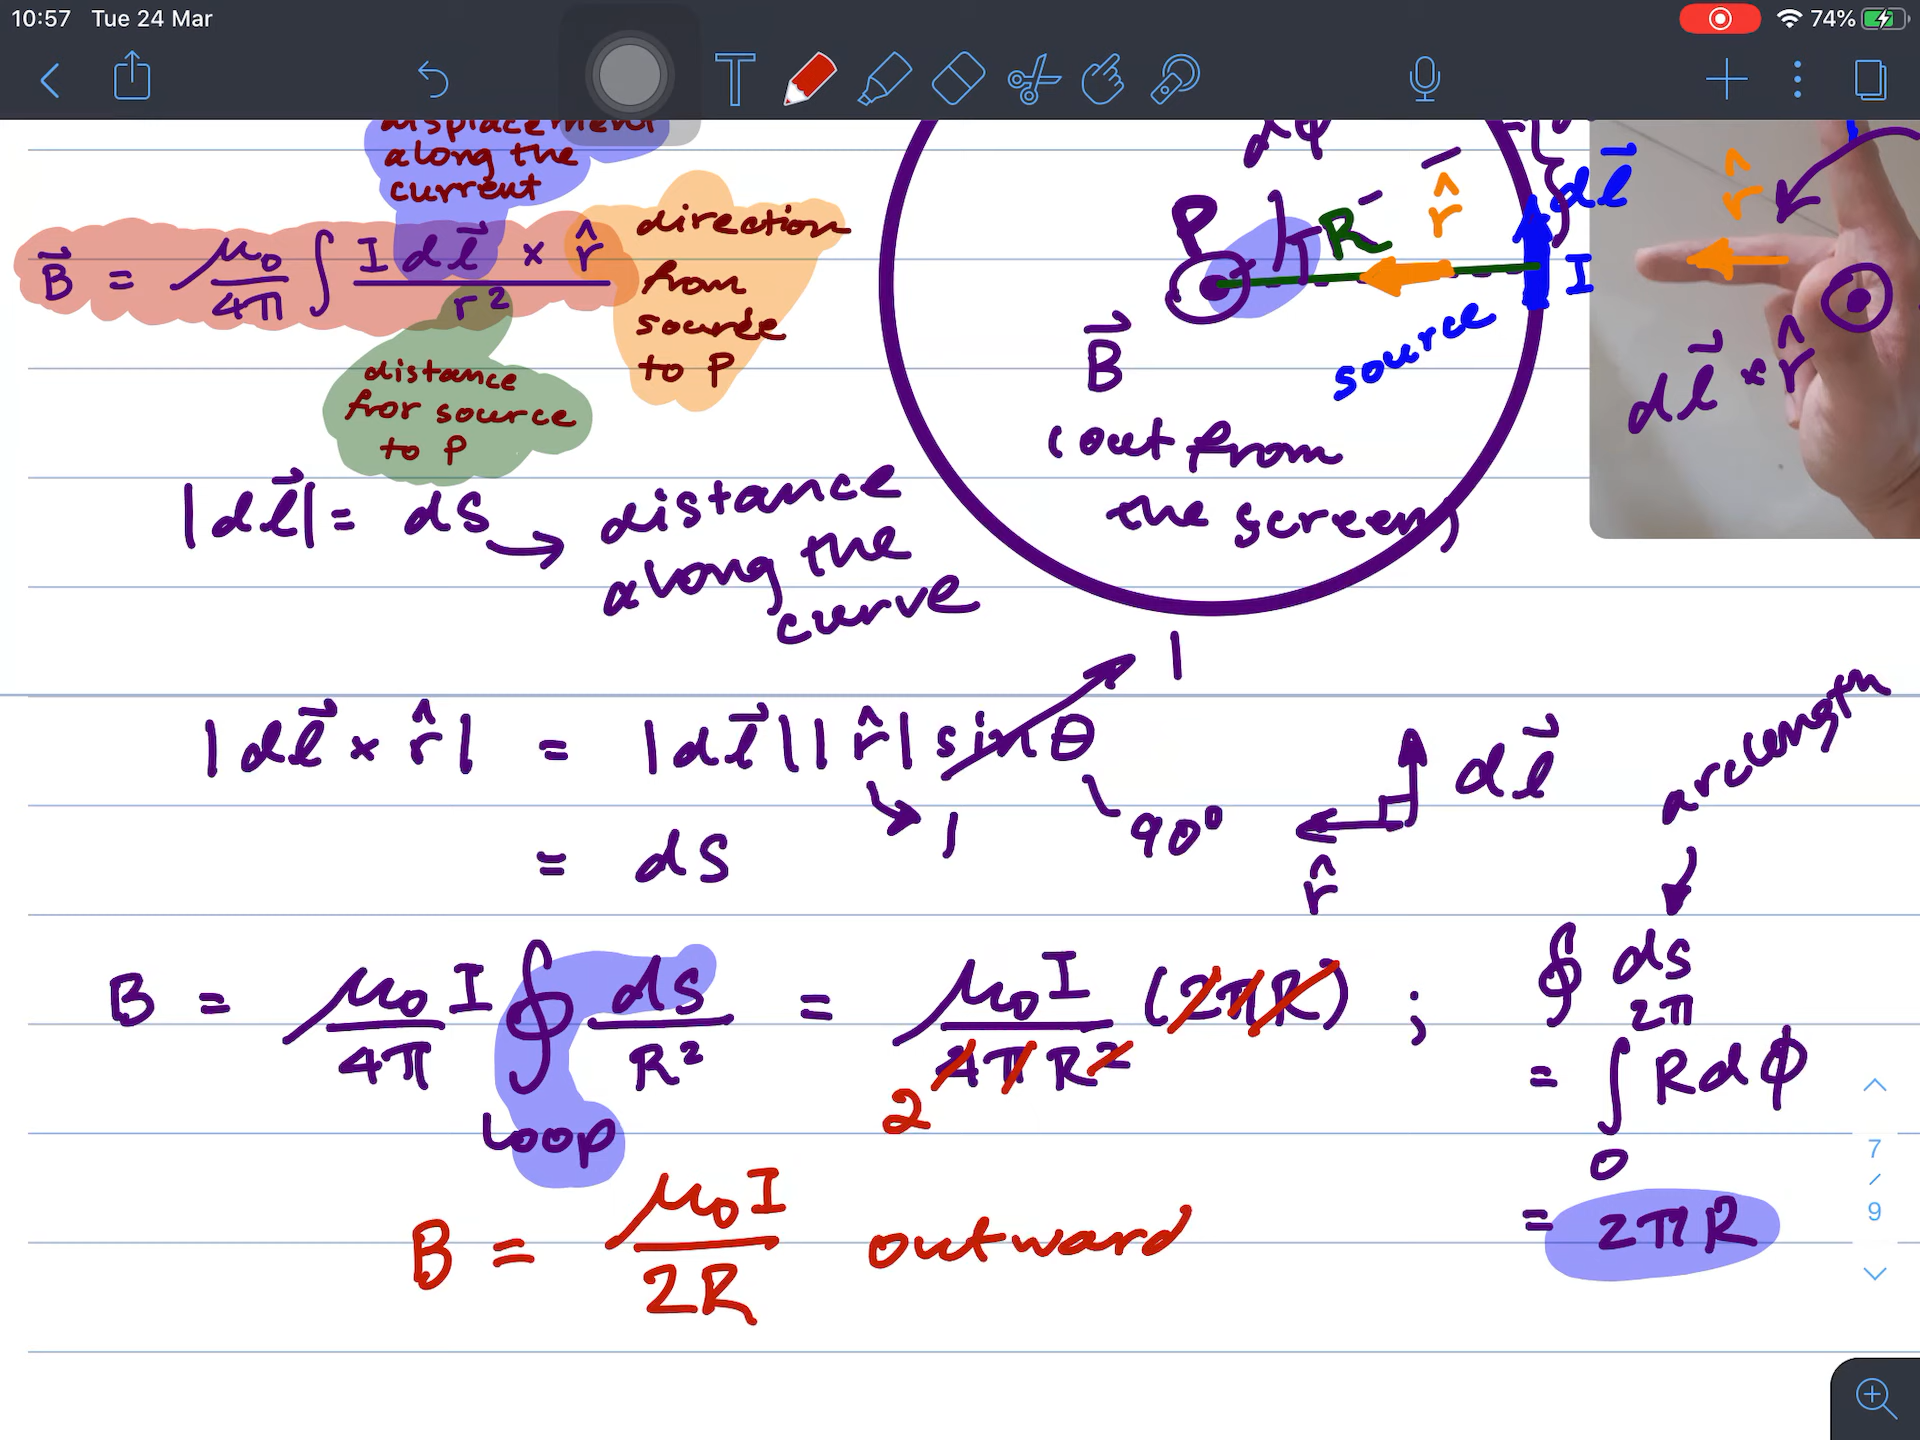 10:57 Tue 24 Mar
74%
displacement
along the
current
B⃗ = μ₀/4π ∫ I dl⃗ × r̂ / r²
direction
from
source
to P
distance
for source
to P
dφ
P
R
r̂
dl⃗
I
source
B⃗
(out from
the screen)
r̂
dl⃗ × r̂
|dl⃗| = ds → distance
along the
curve
|dl⃗ × r̂| = |dl⃗||r̂| sinθ
1
1
90°
dl⃗
r̂
= ds
arclength
B = μ₀I/4π ∮ ds/R² = μ₀I/4πR² (2πR) ; ∮ ds
Loop
2
= ∫₀^2π R dφ
= 2πR
B = μ₀I/2R outward
7
/
9